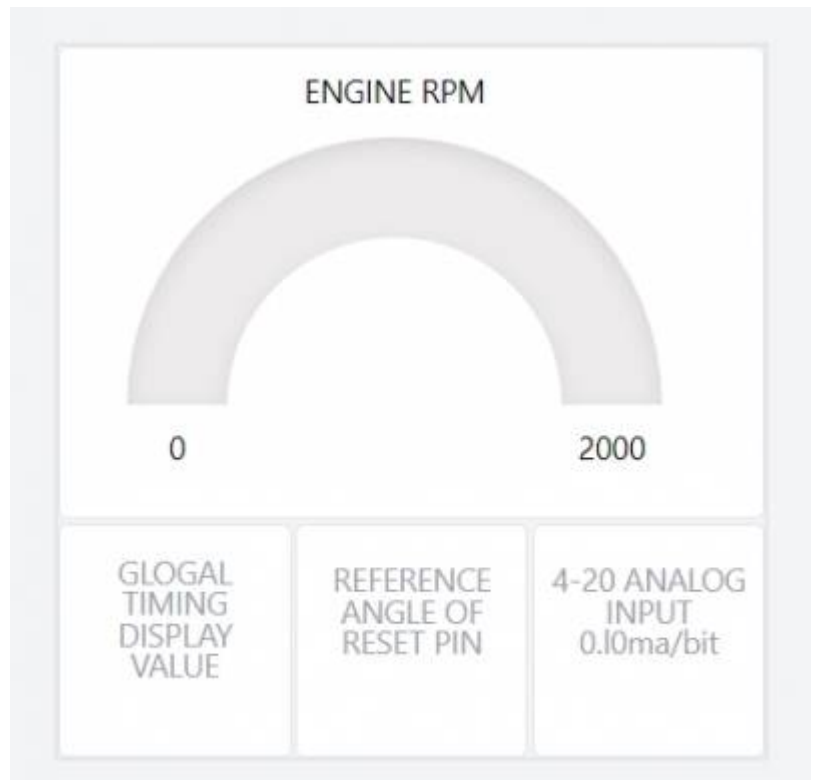 ENGINE RPM
0
2000
GLOGAL
TIMING
DISPLAY
VALUE
REFERENCE
ANGLE OF
RESET PIN
4-20 ANALOG
INPUT
0.l0ma/bit